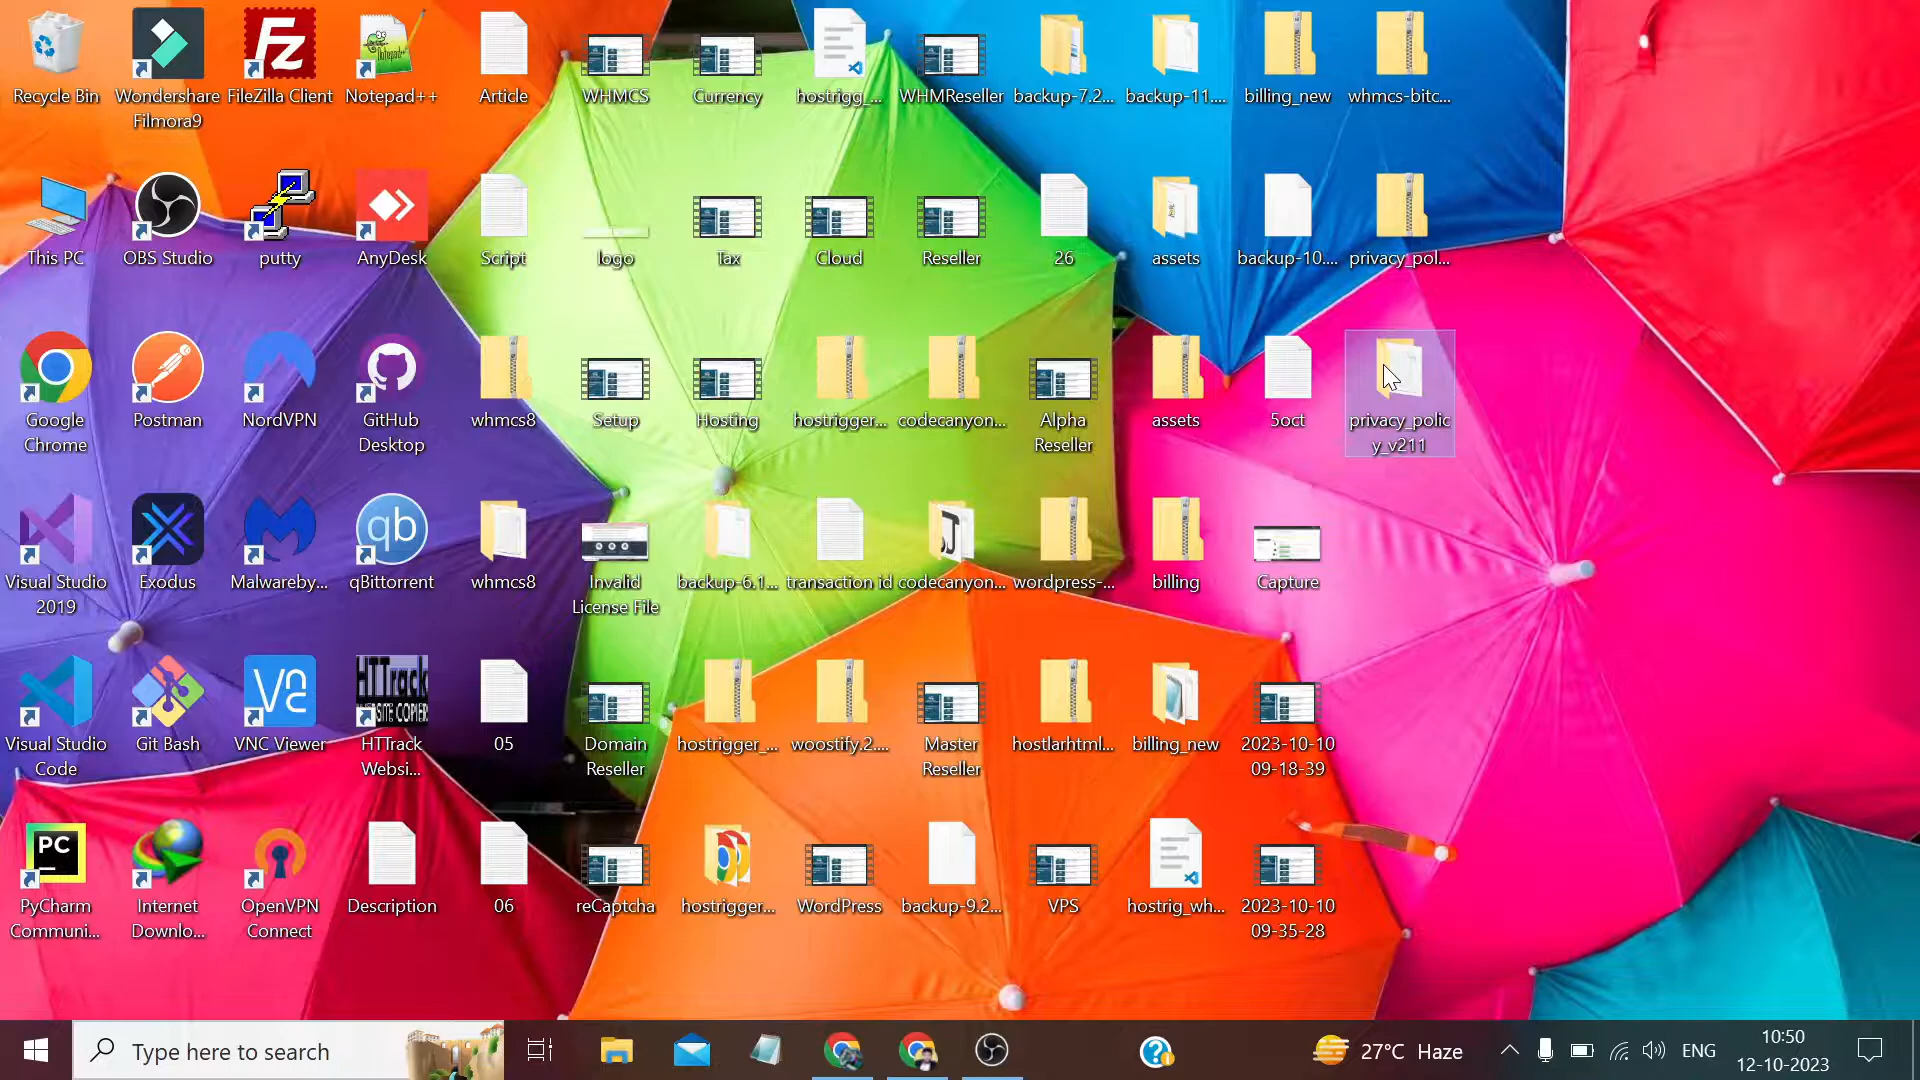 Recycle Bin
Wondershare
Filmora9
FileZilla Client
Notepad++
Article
WHMCS
Currency
hostrigg_...
WHMReseller
backup-7.2...
backup-11....
billing_new
whmcs-bitc...
This PC
OBS Studio
putty
AnyDesk
Script
logo
Tax
Cloud
Reseller
26
assets
backup-10....
privacy_pol...
Google
Chrome
Postman
NordVPN
GitHub
Desktop
whmcs8
Setup
Hosting
hostrigger...
codecanyon...
Alpha
Reseller
assets
5oct
privacy_polic
y_v211
Visual Studio
2019
Exodus
Malwareby...
qBittorrent
whmcs8
Invalid
License File
backup-6.1...
transaction id
codecanyon...
wordpress-...
billing
Capture
Visual Studio
Code
Git Bash
VNC Viewer
HTTrack
Websi...
05
Domain
Reseller
hostrigger_...
woostify.2....
Master
Reseller
hostlarhtml...
billing_new
2023-10-10
09-18-39
PyCharm
Communi...
Internet
Downlo...
OpenVPN
Connect
Description
06
reCaptcha
hostrigger...
WordPress
backup-9.2...
VPS
hostrig_wh...
2023-10-10
09-35-28
Type here to search
27°C Haze
ENG
10:50
12-10-2023